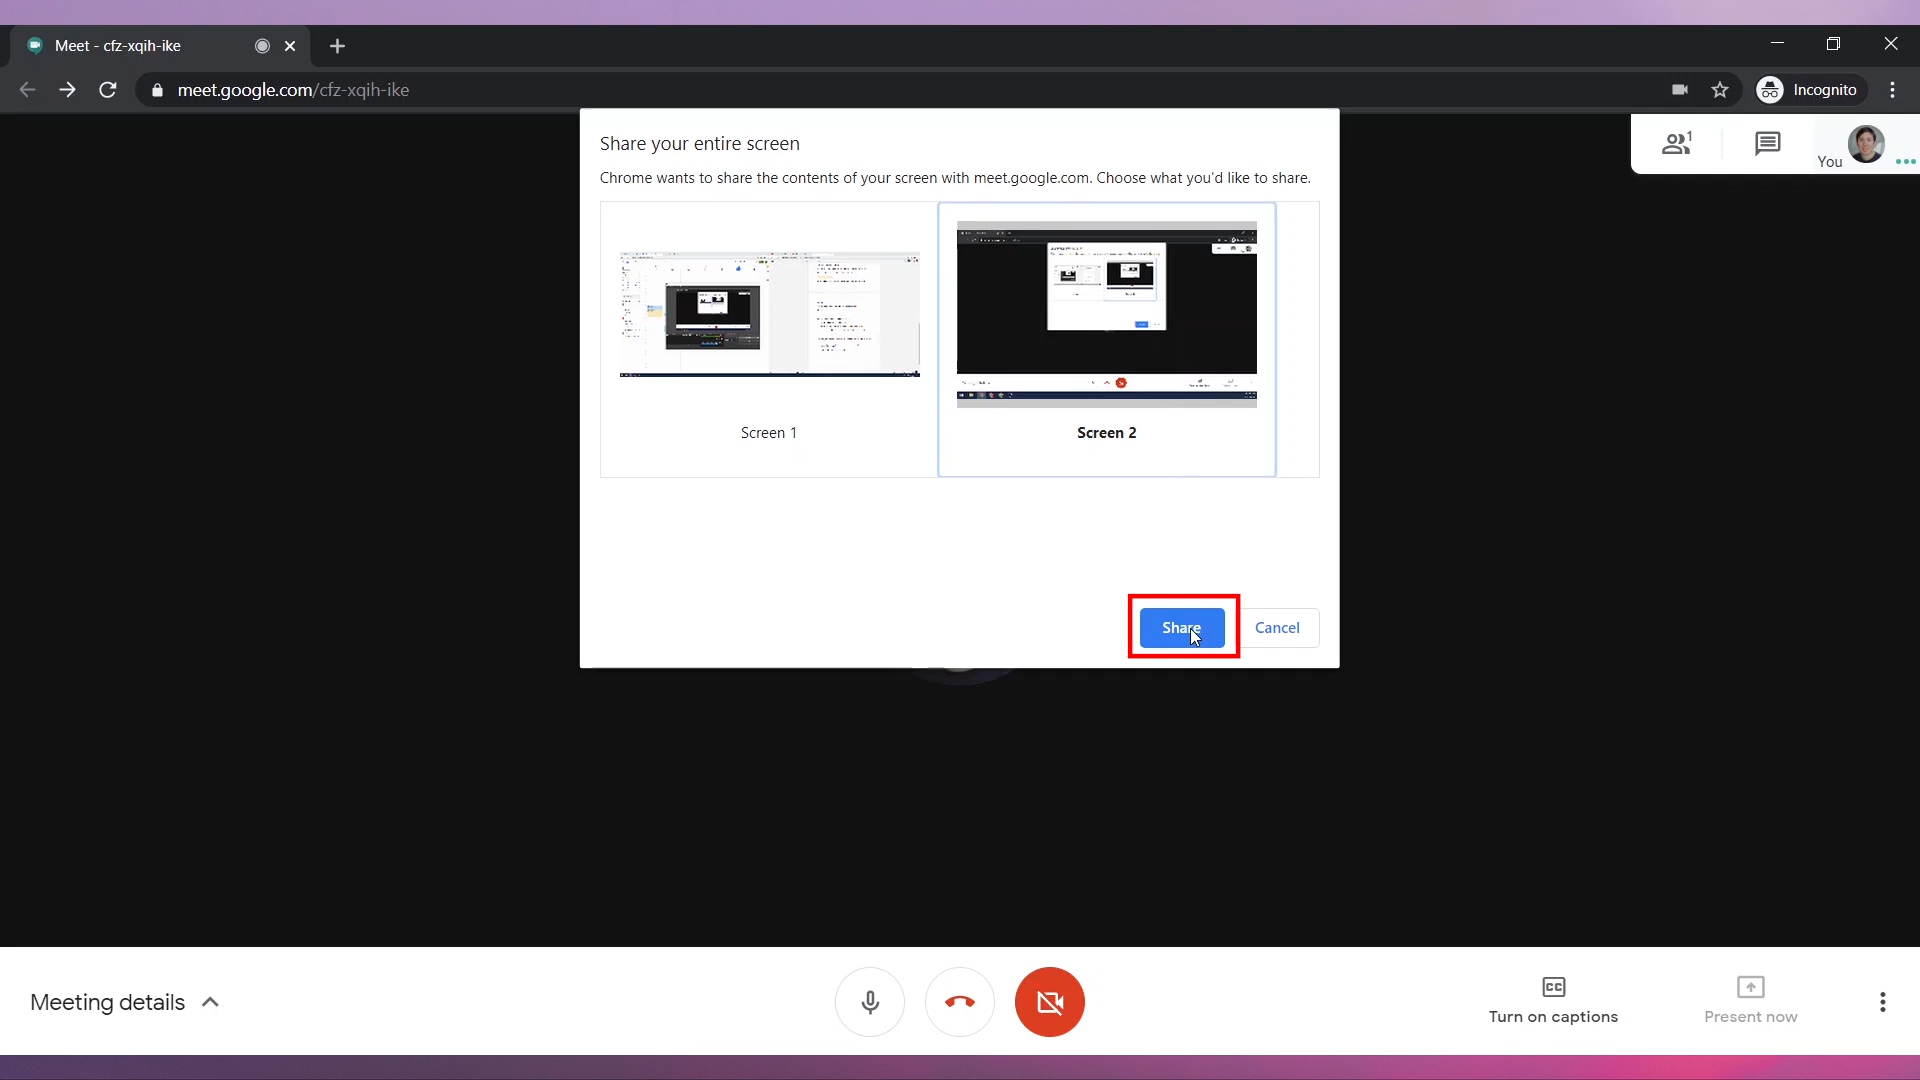 Meet - cfz-xqih-ike
meet.google.com/cfz-xqih-ike
Incognito
Share your entire screen
Chrome wants to share the contents of your screen with meet.google.com. Choose what you'd like to share.
1
You
Screen 1
Screen 2
Share
Cancel
Meeting details
CC
Turn on captions
Present now